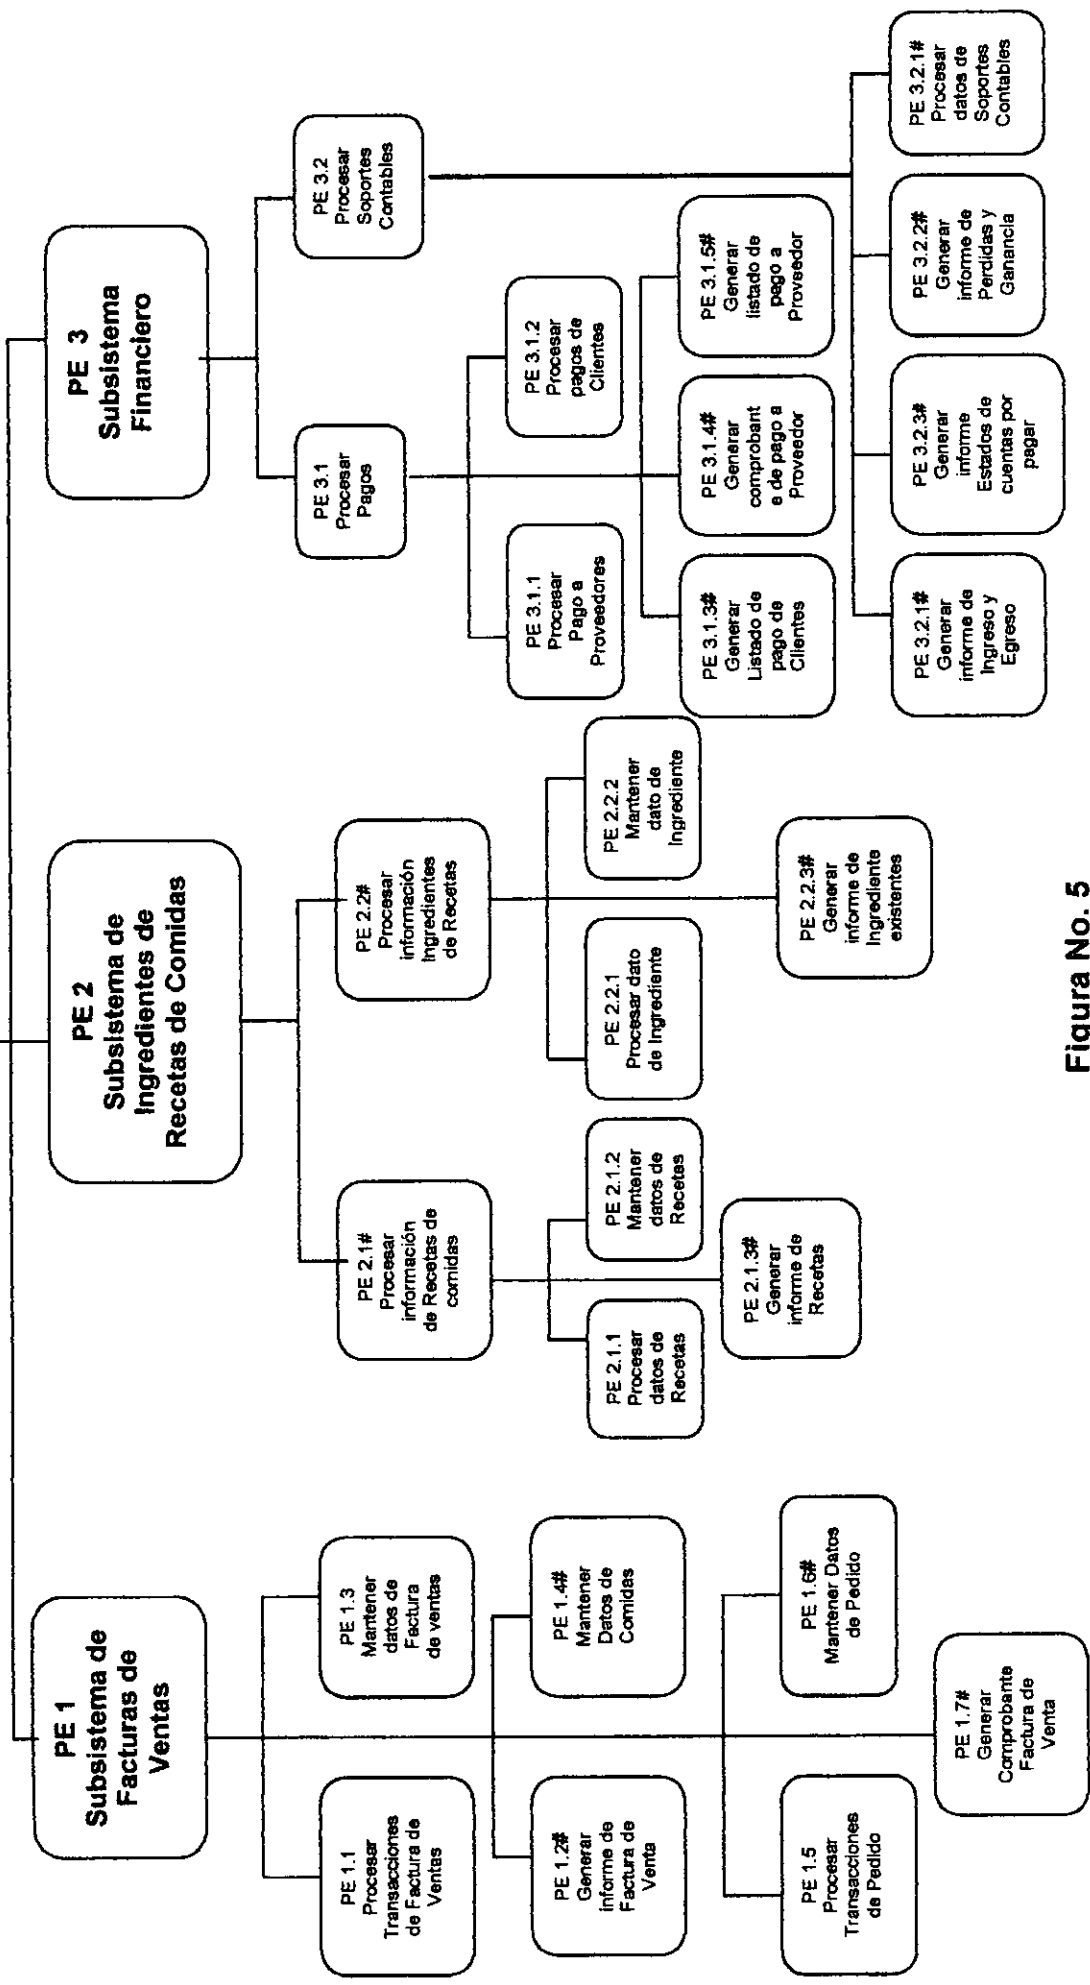 PE 1
Subsistema de
Facturas de
Ventas
PE 1.1
Procesar
Transacciones
de Factura de
Ventas
PE 1.3
Mantener
datos de
Factura
de ventas
PE 1.2#
Generar
informe de
Factura de
Venta
PE 1.4#
Mantener
Datos de
Comidas
PE 1.5
Procesar
Transacciones
de Pedido
PE 1.6#
Mantener Datos
de Pedido
PE 1.7#
Generar
Comprobante
Factura de
Venta
PE 2
Subsistema de
Ingredientes de
Recetas de Comidas
PE 2.1#
Procesar
información
de Recetas de
comidas
PE 2.1.1
Procesar
datos de
Recetas
PE 2.1.2
Mantener
datos de
Recetas
PE 2.1.3#
Generar
informe de
Recetas
PE 2.2#
Procesar
información
Ingredientes
de Recetas
PE 2.2.1
Procesar dato
de Ingrediente
PE 2.2.2
Mantener
dato de
Ingrediente
PE 2.2.3#
Generar
informe de
Ingrediente
existentes
PE 3
Subsistema
Financiero
PE 3.1
Procesar
Pagos
PE 3.1.1
Procesar
Pago a
Proveedores
PE 3.1.2
Procesar
pagos de
Clientes
PE 3.1.3#
Generar
Listado de
pago de
Clientes
PE 3.1.4#
Generar
comprobant
e de pago a
Proveedor
PE 3.1.5#
Generar
listado de
pago a
Proveedor
PE 3.2
Procesar
Soportes
Contables
PE 3.2.1#
Generar
informe de
Ingreso y
Egreso
PE 3.2.3#
Generar
informe
Estados de
cuentas por
pagar
PE 3.2.2#
Generar
informe de
Perdidas y
Ganancia
PE 3.2.1#
Procesar
datos de
Soportes
Contables
Figura No. 5